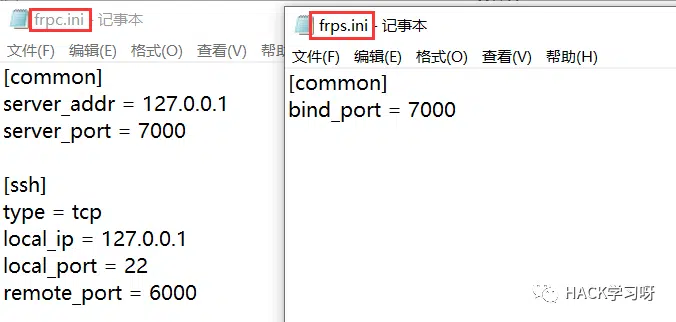 frpc.ini - 记事本
文件(F) 编辑(E) 格式(O) 查看(V) 帮助
[common]
server_addr = 127.0.0.1
server_port = 7000
[ssh]
type = tcp
local_ip = 127.0.0.1
local_port = 22
remote_port = 6000
frps.ini - 记事本
文件(F) 编辑(E) 格式(O) 查看(V) 帮助(H)
[common]
bind_port = 7000
HACK学习呀